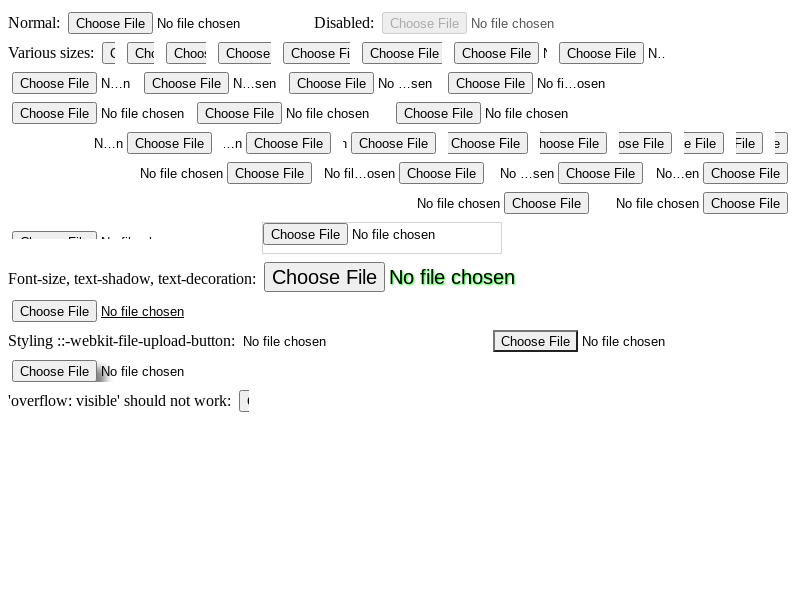 Normal: Choose File No file chosen Disabled: Choose File No file chosen
Various sizes: Choo Choose Choose Fi Choose File Choose File Choose File N..
Choose File N...n Choose File N...sen Choose File No ...sen Choose File No fi...osen
Choose File No file chosen Choose File No file chosen Choose File No file chosen
N...n Choose File ...n Choose File Choose File Choose File hoose File ose File e File File e
No file chosen Choose File No fil...osen Choose File No ...sen Choose File No...en Choose File
No file chosen Choose File No file chosen Choose File
Choose File No file chosen
Font-size, text-shadow, text-decoration: Choose File No file chosen
Choose File No file chosen
Styling ::-webkit-file-upload-button: No file chosen Choose File No file chosen
Choose File No file chosen
'overflow: visible' should not work: